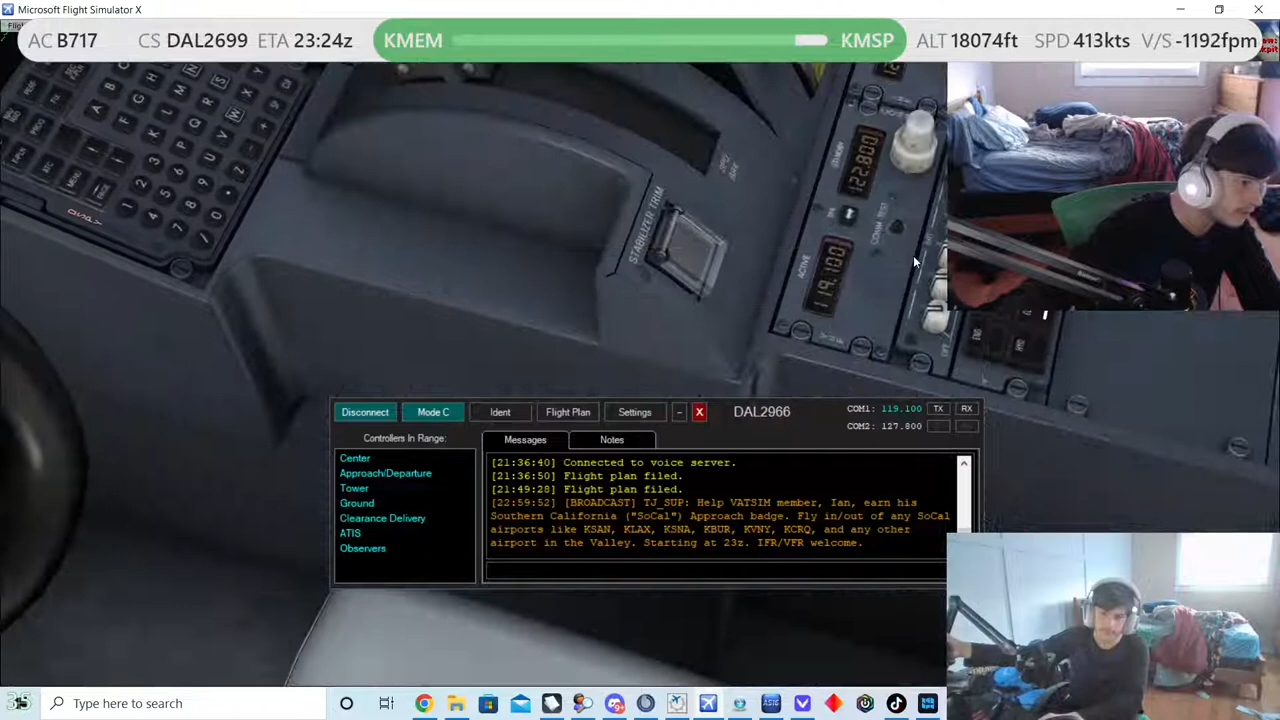 Microsoft Flight Simulator X
AC B717 CS DAL2699 ETA 23:24z KMEM KMSP ALT 18074ft SPD 413kts V/S -1192fpm
122.800
STABILIZER TRIM
COMM TEST
ACTIVE
119.100
Disconnect Mode C Ident Flight Plan Settings – X DAL2966 COM1: 119.100 TX RX
COM2: 127.800
Controllers In Range:
Messages Notes
Center
Approach/Departure
Tower
Ground
Clearance Delivery
ATIS
Observers
[21:36:40] Connected to voice server.
[21:36:50] Flight plan filed.
[21:49:28] Flight plan filed.
[22:59:52] [BROADCAST] TJ_SUP: Help VATSIM member, Ian, earn his
Southern California ("SoCal") Approach badge. Fly in/out of any SoCal
airports like KSAN, KLAX, KSNA, KBUR, KVNY, KCRQ, and any other
airport in the Valley. Starting at 23z. IFR/VFR welcome.
Type here to search